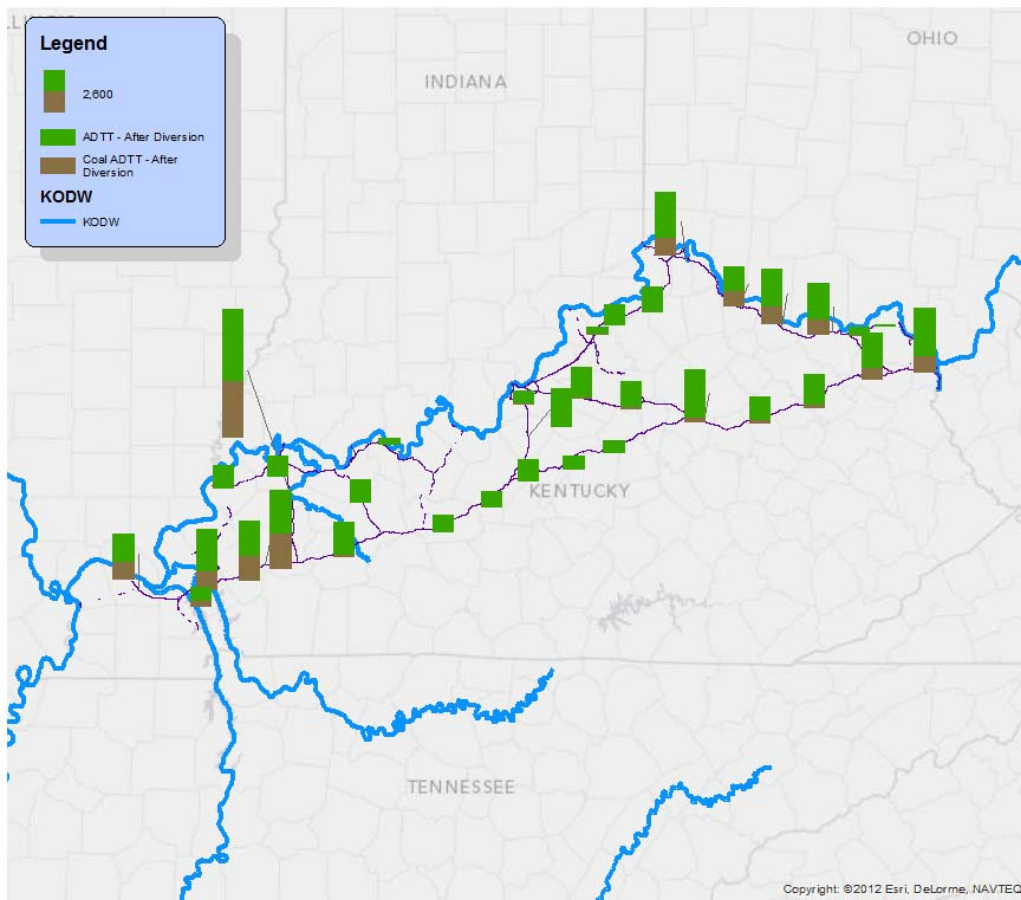 ILLINOIS
OHIO
Legend
INDIANA
2,600
ADTT - After Diversion
Coal ADTT - After
Diversion
KODW
KODW
KENTUCKY
TENNESSEE
Copyright: ©2012 Esri, DeLorme, NAVTEQ